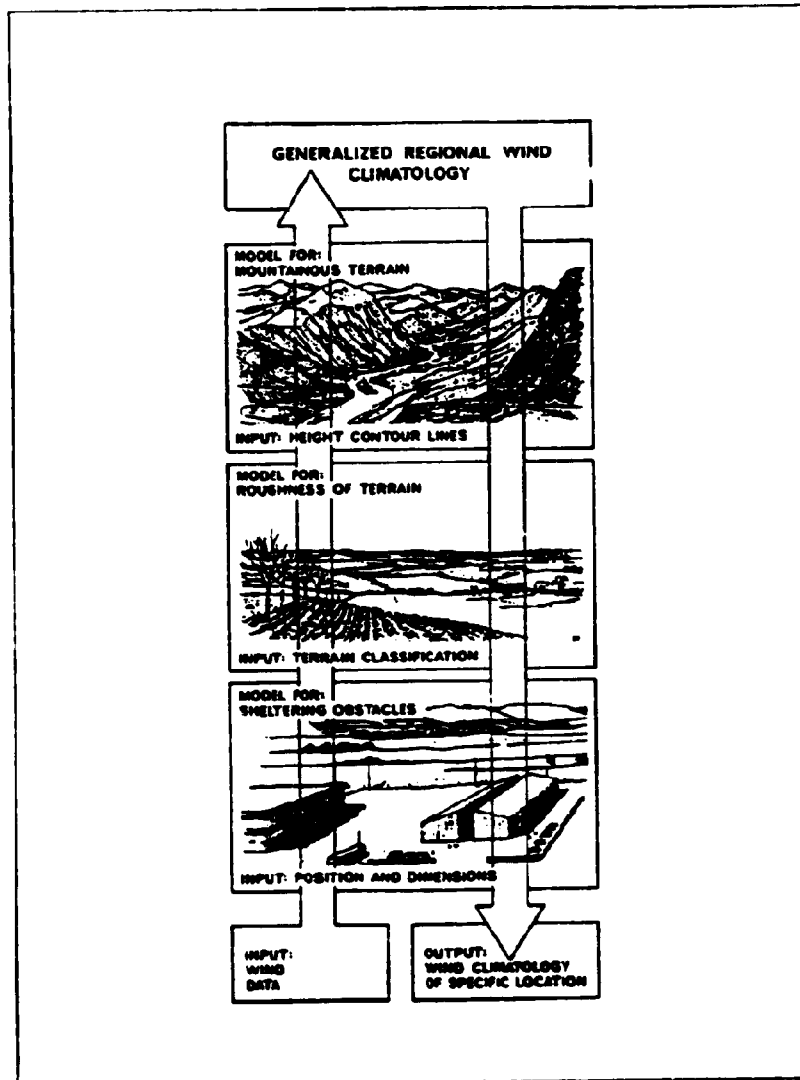 GENERALIZED REGIONAL WIND
CLIMATOLOGY
MODEL FOR:
MOUNTAINOUS TERRAIN
INPUT: HEIGHT CONTOUR LINES
MODEL FOR:
ROUGHNESS OF TERRAIN
INPUT: TERRAIN CLASSIFICATION
MODEL FOR:
SHELTERING OBSTACLES
INPUT: POSITION AND DIMENSIONS
INPUT:
WIND
DATA
OUTPUT:
WIND CLIMATOLOGY
OF SPECIFIC LOCATION